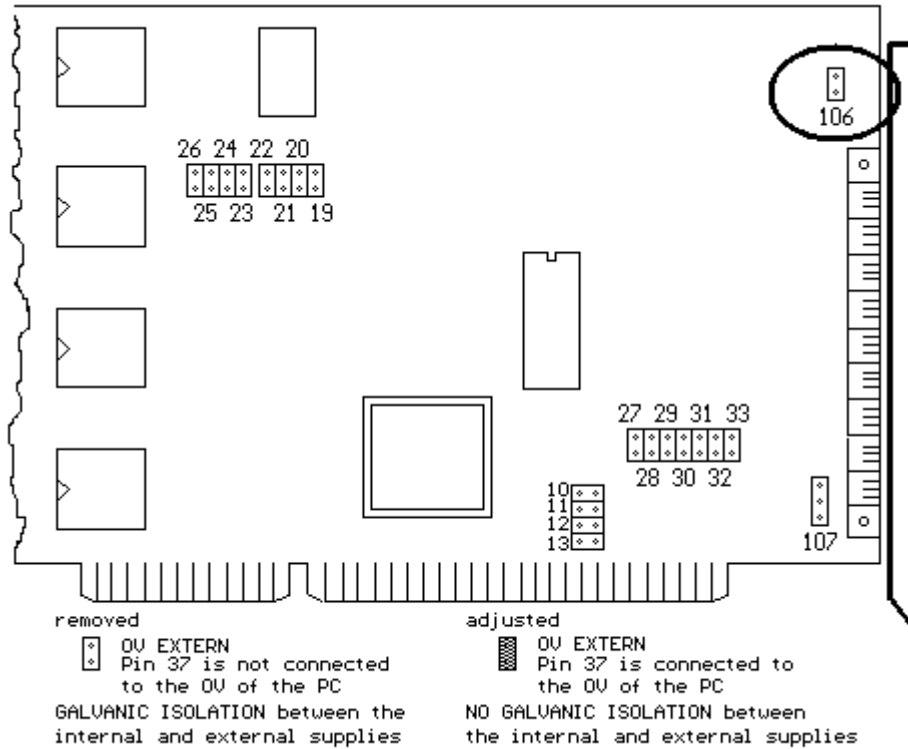 106
26 24 22 20
25 23 21 19
27 29 31 33
28 30 32
10
11
12
13
107
removed
0V EXTERN
Pin 37 is not connected
to the 0V of the PC
GALVANIC ISOLATION between the
internal and external supplies
adjusted
0V EXTERN
Pin 37 is connected to
the 0V of the PC
NO GALVANIC ISOLATION between
the internal and external supplies